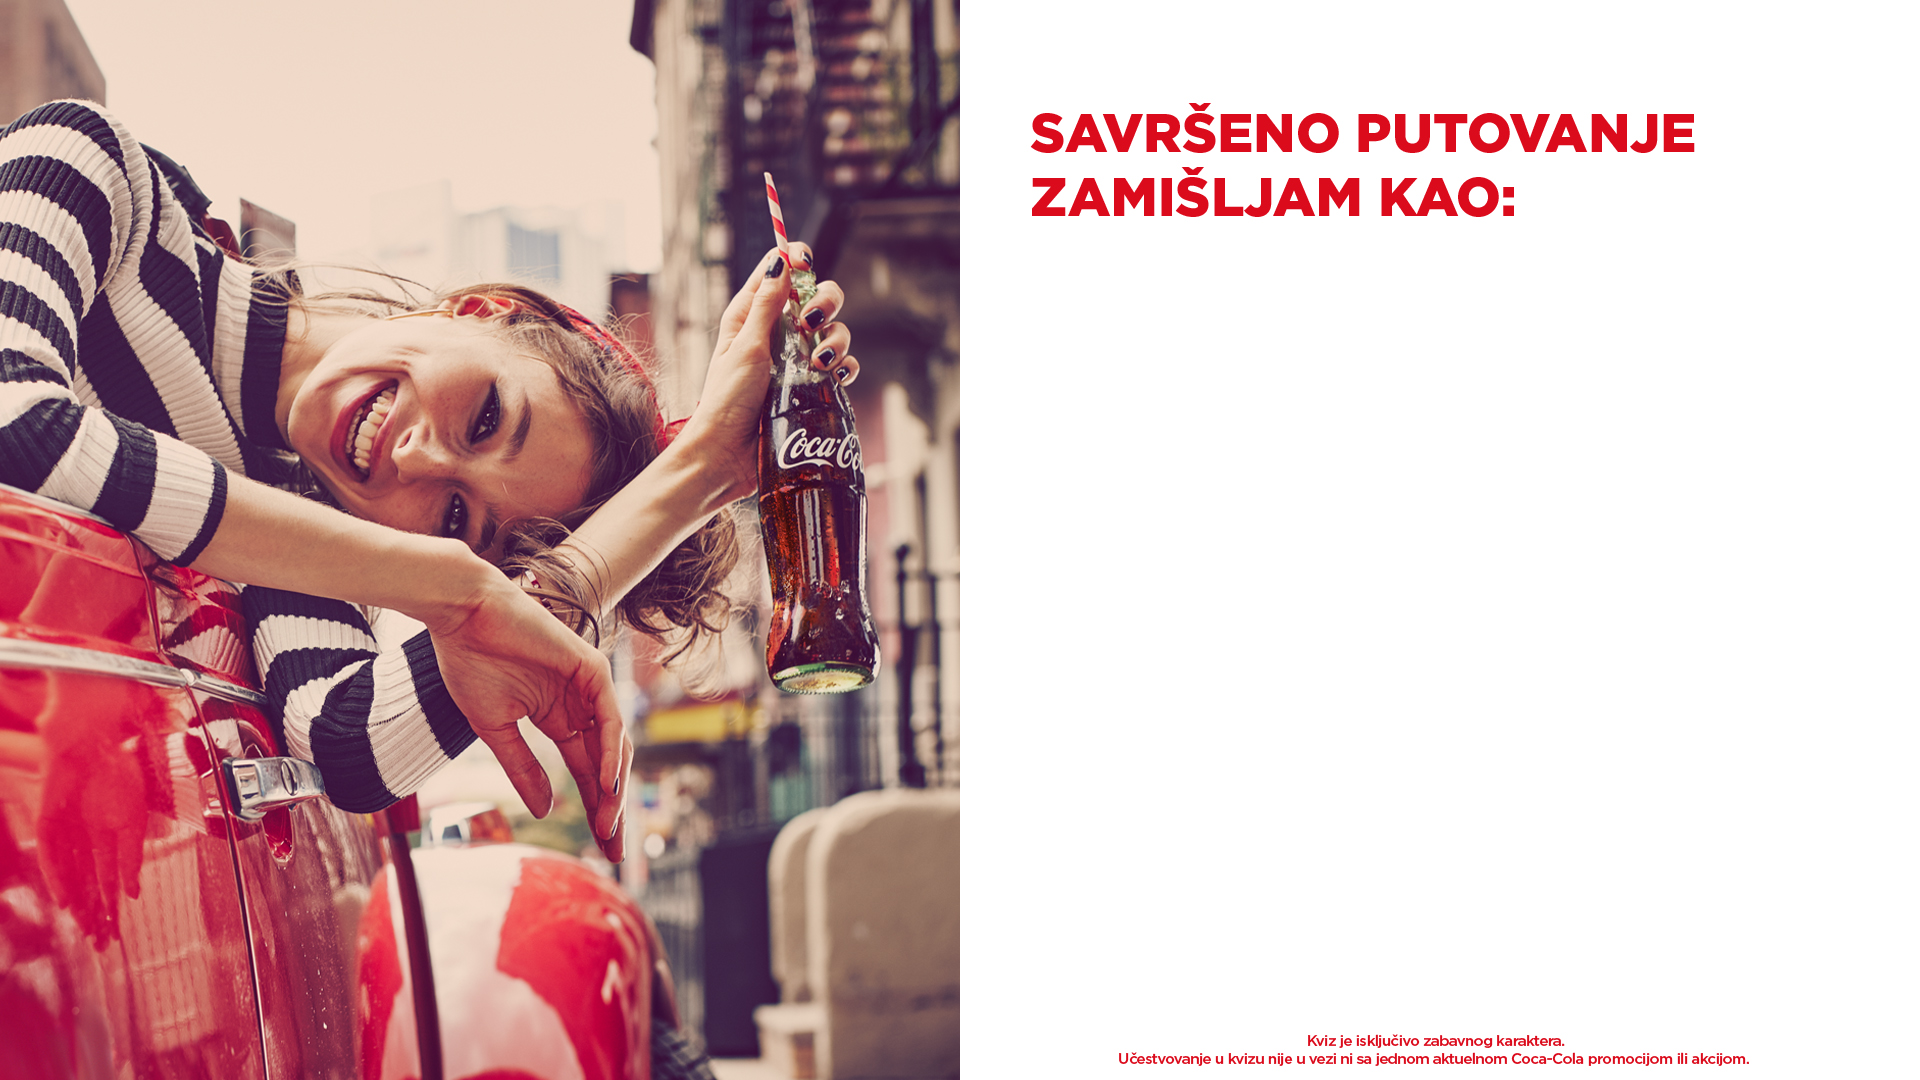 SAVRŠENO PUTOVANJE
ZAMIŠLJAM KAO:
Coca-Co
Kviz je isključivo zabavnog karaktera.
Učestvovanje u kvizu nije u vezi ni sa jednom aktuelnom Coca-Cola promocijom ili akcijom.